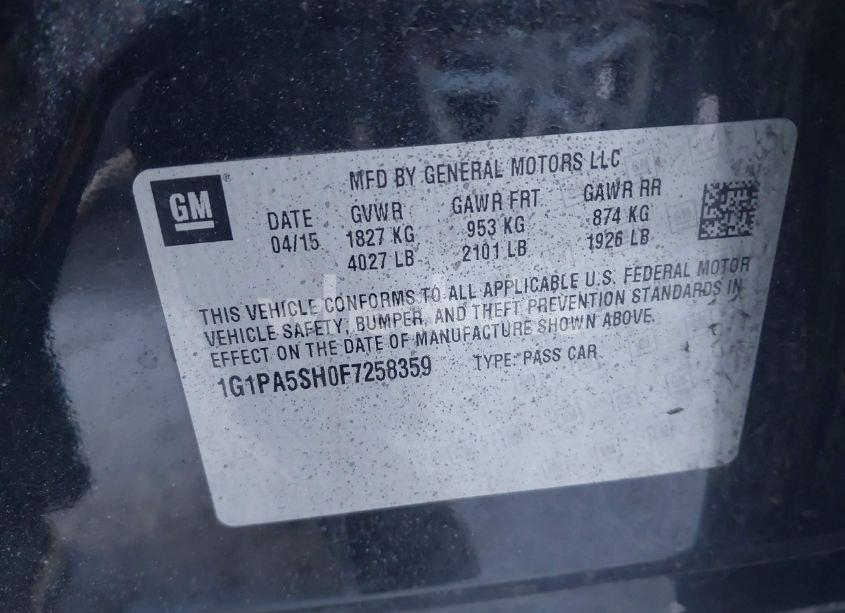 MFD BY GENERAL MOTORS LLC
GM
DATE GVWR GAWR FRT GAWR RR
04/15 1827 KG 953 KG 874 KG
4027 LB 2101 LB 1926 LB
THIS VEHICLE CONFORMS TO ALL APPLICABLE U.S. FEDERAL MOTOR
VEHICLE SAFETY, BUMPER, AND THEFT PREVENTION STANDARDS IN
EFFECT ON THE DATE OF MANUFACTURE SHOWN ABOVE.
1G1PA5SH0F7258359 TYPE: PASS CAR